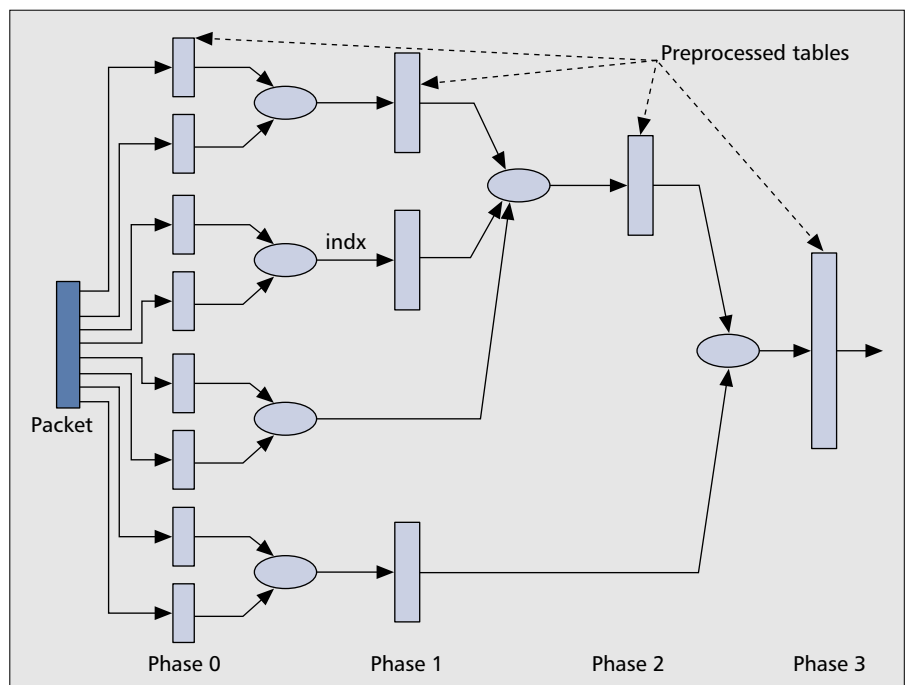 Preprocessed tables
indx
Packet
Phase 0
Phase 1
Phase 2
Phase 3